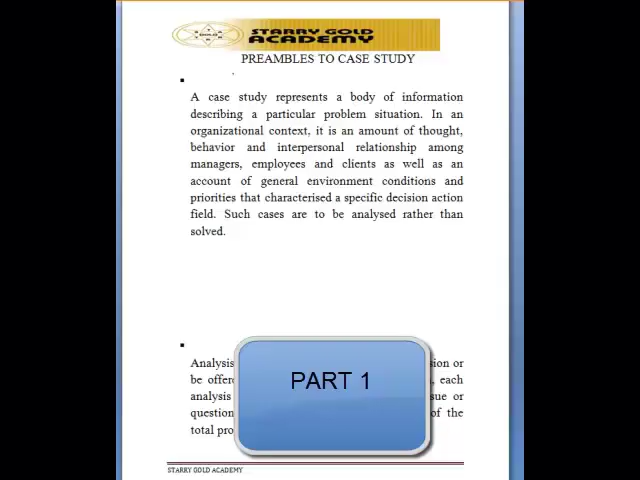 STARRY GOLD
ACADEMY
PREAMBLES TO CASE STUDY
A case study represents a body of information
describing a particular problem situation. In an
organizational context, it is an amount of thought,
behavior and interpersonal relationship among
managers, employees and clients as well as an
account of general environment conditions and
priorities that characterised a specific decision action
field. Such cases are to be analysed rather than
solved.
Analysis or
be each
analysis or
question of the
total
PART 1
STARRY GOLD ACADEMY